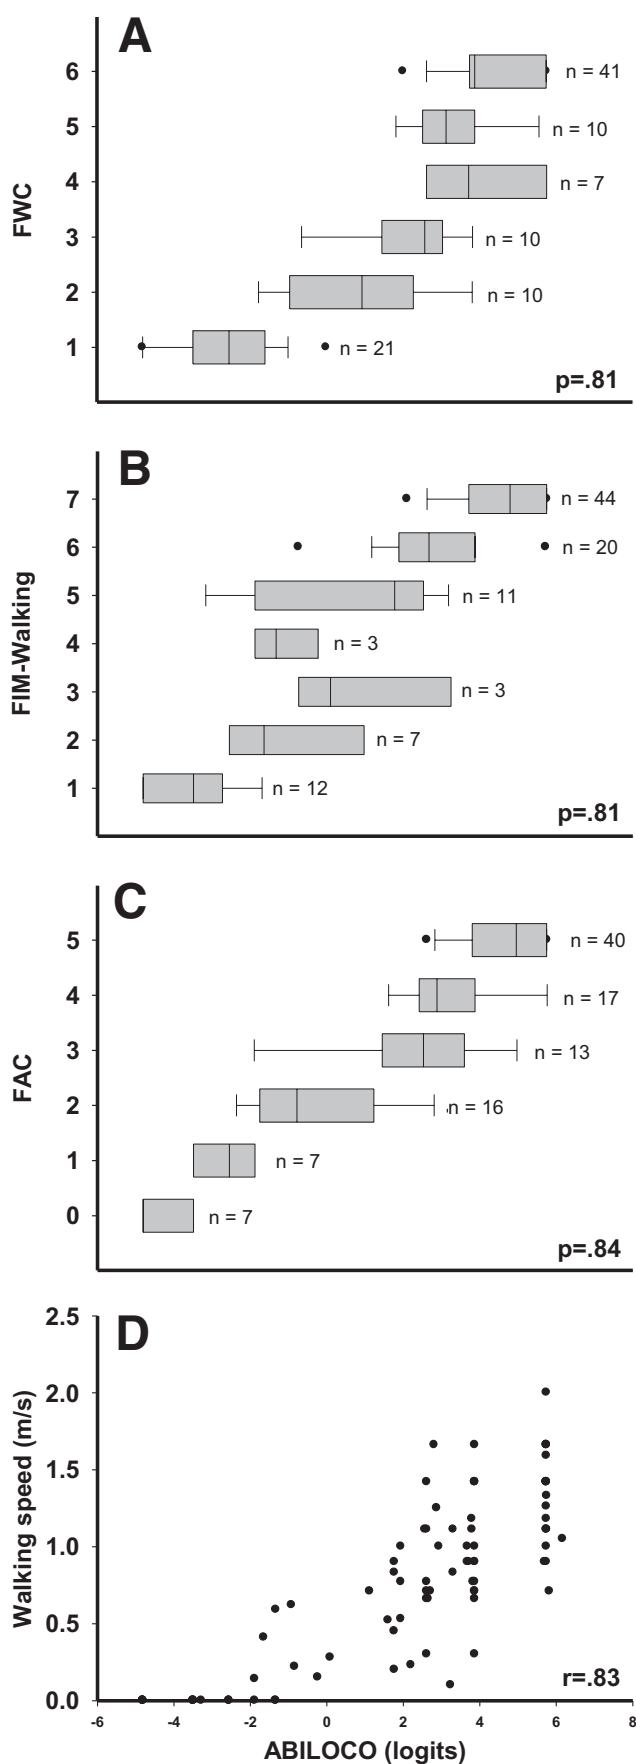 A
6
n = 41
5
n = 10
4
n = 7
FWC
3
n = 10
2
n = 10
1
n = 21
p=.81
B
7
n = 44
6
n = 20
5
n = 11
4
n = 3
FIM-Walking
3
n = 3
2
n = 7
1
n = 12
p=.81
C
5
n = 40
4
n = 17
3
n = 13
FAC
2
n = 16
1
n = 7
0
n = 7
p=.84
2.5
D
2.0
1.5
Walking speed (m/s)
1.0
0.5
r=.83
0.0
-6 -4 -2 0 2 4 6 8
ABILOCO (logits)